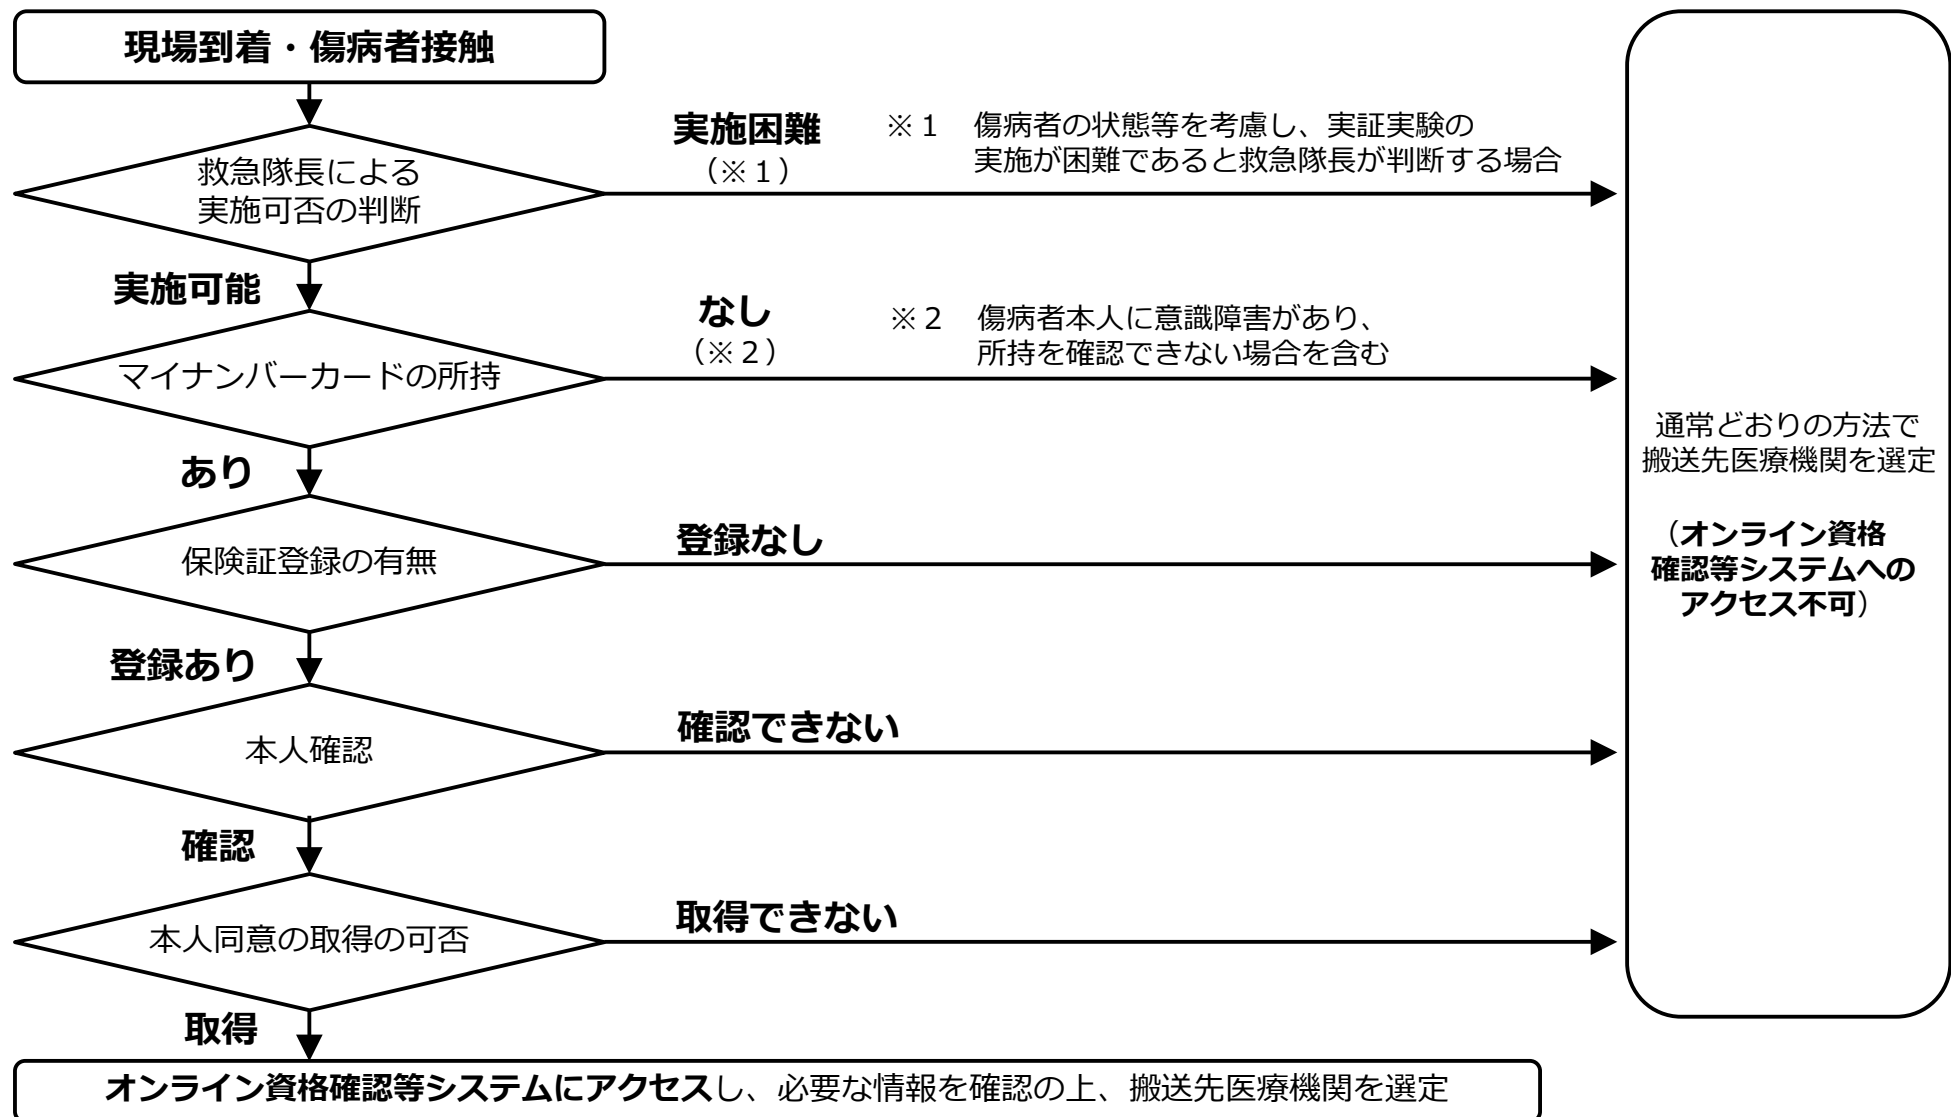 現場到着・傷病者接触
実施困難
（※１）
※１　傷病者の状態等を考慮し、実証実験の
実施が困難であると救急隊長が判断する場合
救急隊長による
実施可否の判断
実施可能
なし
（※２）
※２　傷病者本人に意識障害があり、
所持を確認できない場合を含む
マイナンバーカードの所持
あり
登録なし
保険証登録の有無
登録あり
確認できない
本人確認
確認
取得できない
本人同意の取得の可否
取得
通常どおりの方法で
搬送先医療機関を選定
（オンライン資格
確認等システムへの
アクセス不可）
オンライン資格確認等システムにアクセスし、必要な情報を確認の上、搬送先医療機関を選定